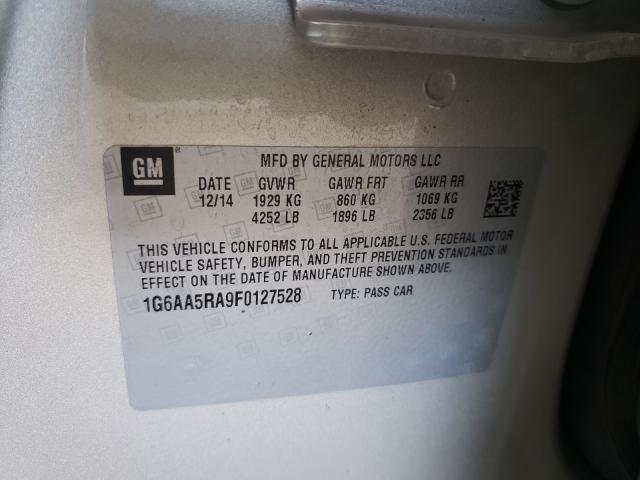 GM
MFD BY GENERAL MOTORS LLC
DATE GVWR GAWR FRT GAWR RR
12/14 1929 KG 860 KG 1069 KG
4252 LB 1896 LB 2356 LB
THIS VEHICLE CONFORMS TO ALL APPLICABLE U.S. FEDERAL MOTOR
VEHICLE SAFETY, BUMPER, AND THEFT PREVENTION STANDARDS IN
EFFECT ON THE DATE OF MANUFACTURE SHOWN ABOVE.
1G6AA5RA9F0127528 TYPE: PASS CAR